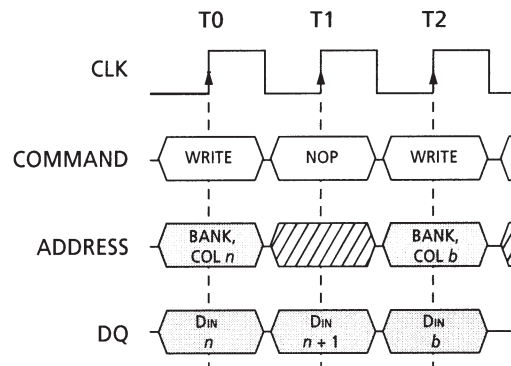 T0 T1 T2
CLK
COMMAND WRITE NOP WRITE
ADDRESS BANK, COL n BANK, COL b
DQ DIN n DIN n + 1 DIN b